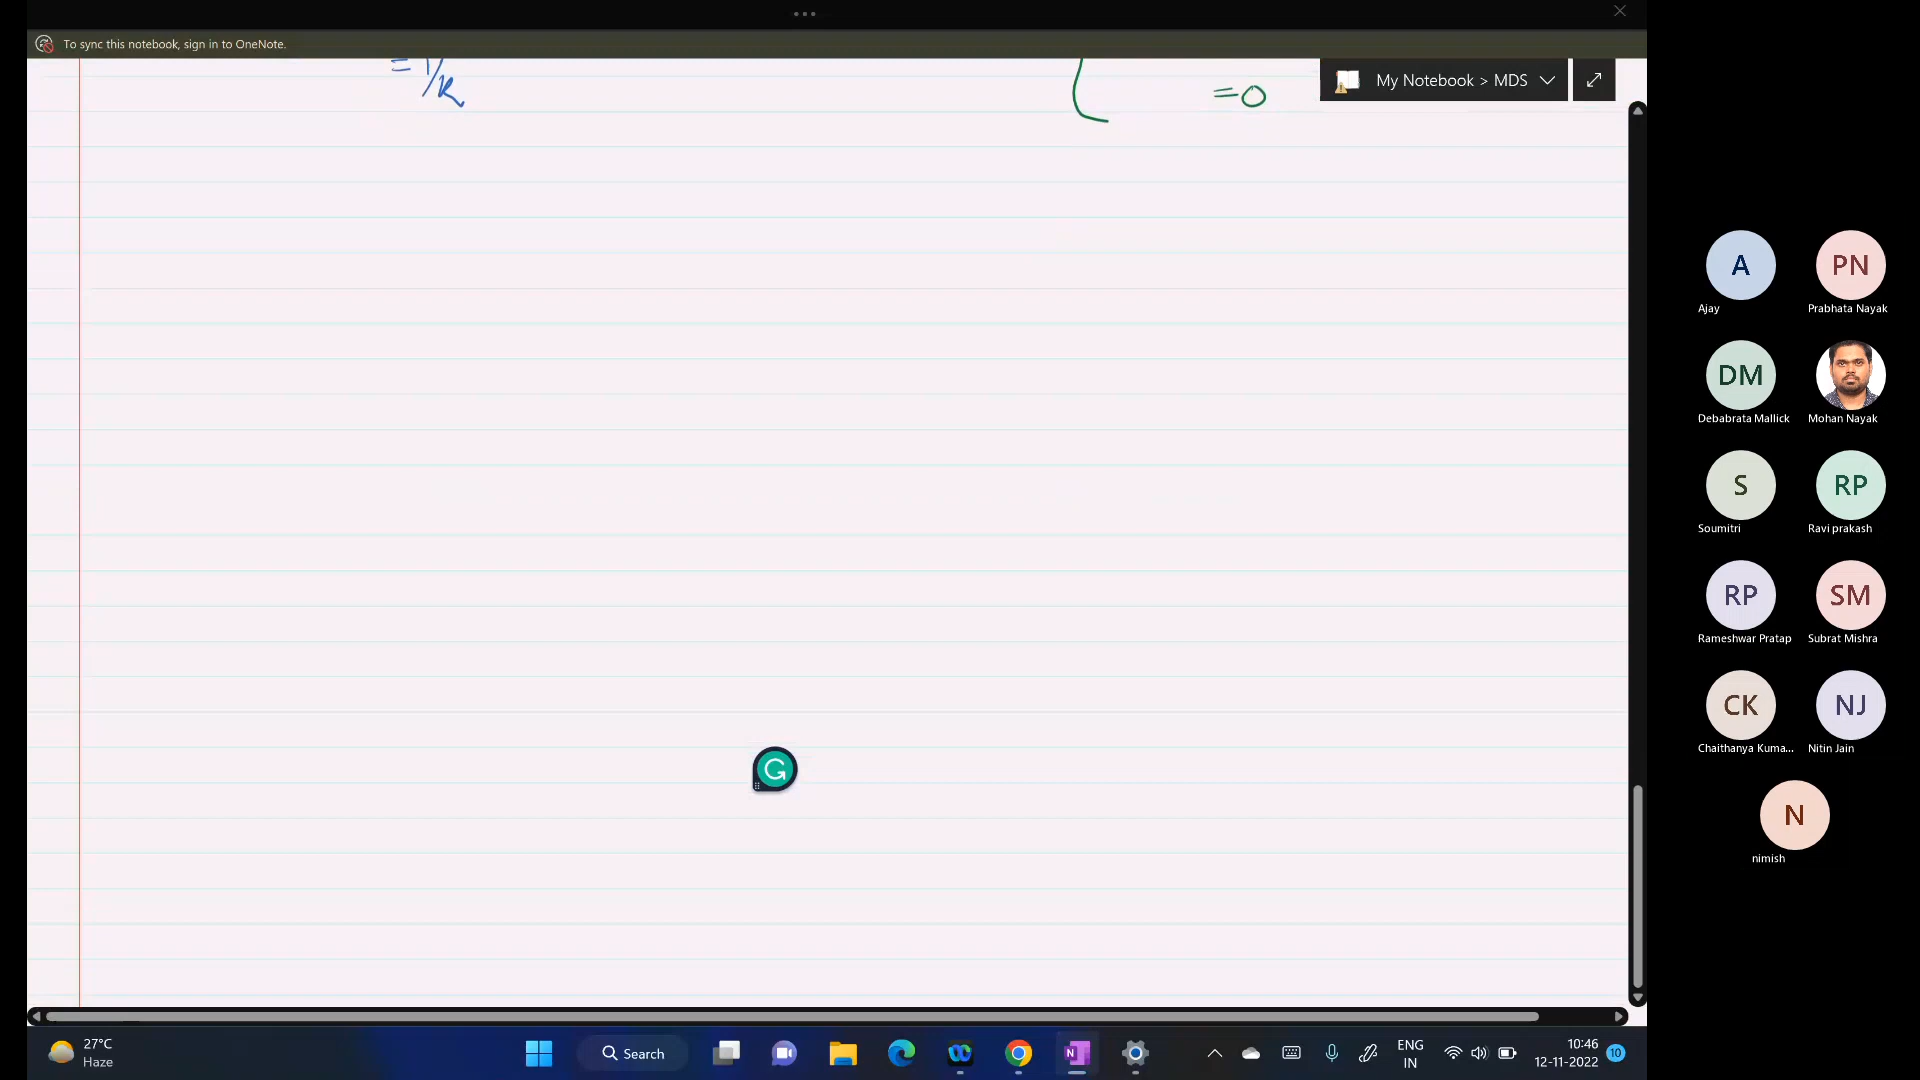 To sync this notebook, sign in to OneNote.
= 1/k
= 0
My Notebook > MDS
A
Ajay
PN
Prabhata Nayak
DM
Debabrata Mallick
Mohan Nayak
S
Soumitri
RP
Ravi prakash
RP
Rameshwar Pratap
SM
Subrat Mishra
CK
Chaithanya Kuma...
NJ
Nitin Jain
N
nimish
27°C
Haze
Search
ENG
IN
10:46
12-11-2022
10